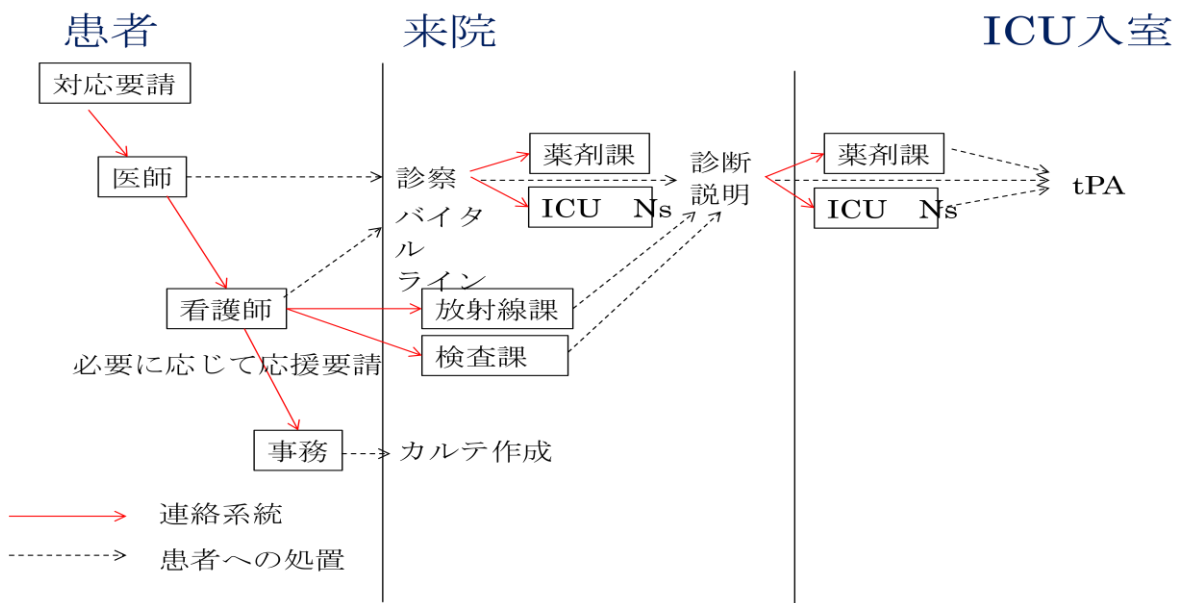 患者
来院
ICU入室
対応要請
医師
看護師
必要に応じて応援要請
事務
診察
バイタ
ル
ライン
薬剤課
ICU　Ns
放射線課
検査課
カルテ作成
診断
説明
薬剤課
ICU　Ns
tPA
連絡系統
患者への処置